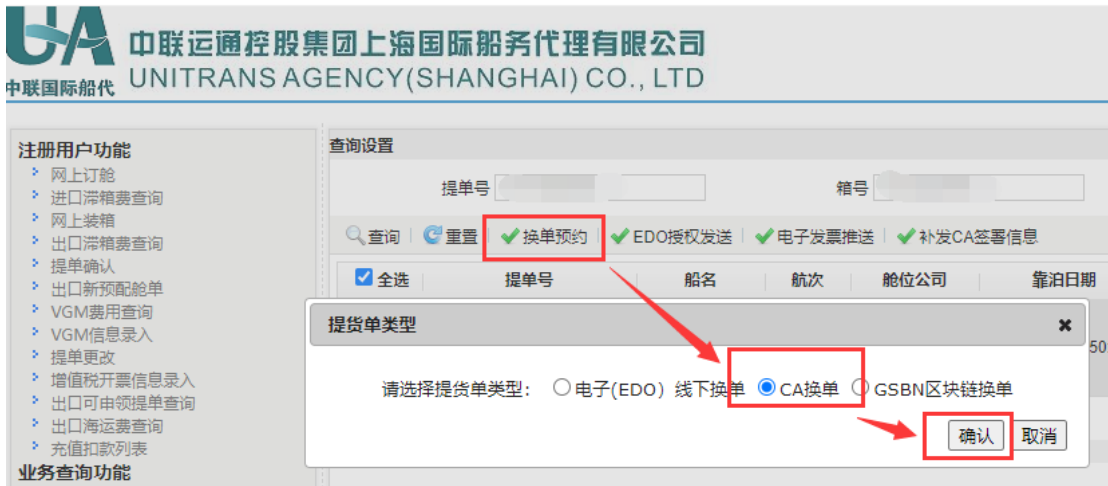 UA
中联国际船代
中联运通控股集团上海国际船务代理有限公司
UNITRANS AGENCY(SHANGHAI) CO., LTD
注册用户功能
网上订舱
进口滞箱费查询
网上装箱
出口滞箱费查询
提单确认
出口新预配舱单
VGM费用查询
VGM信息录入
提单更改
增值税开票信息录入
出口可申领提单查询
出口海运费查询
充值扣款列表
业务查询功能
查询设置
提单号 箱号
查询 重置 换单预约 EDO授权发送 电子发票推送 补发CA签署信息
全选 提单号 船名 航次 舱位公司 靠泊日期
提货单类型
50
请选择提货单类型: 电子(EDO) 线下换单 CA换单 GSBN区块链换单
确认 取消